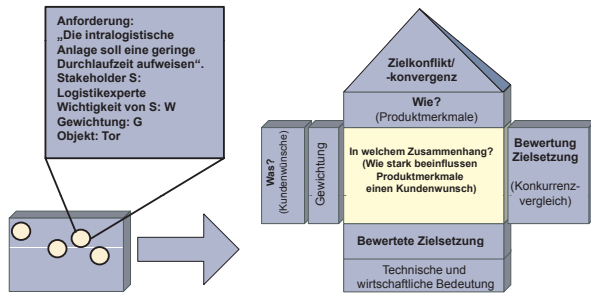 Anforderung:
„Die intralogistische
Anlage soll eine geringe
Durchlaufzeit aufweisen“.
Stakeholder S:
Logistikexperte
Wichtigkeit von S: W
Gewichtung: G
Objekt: Tor
Zielkonflikt/
-konvergenz
Wie?
(Produktmerkmale)
Was?
(Kundenwünsche)
Gewichtung
In welchem Zusammenhang?
(Wie stark beeinflussen
Produktmerkmale
einen Kundenwunsch)
Bewertung
Zielsetzung
(Konkurrenz-
vergleich)
Bewertete Zielsetzung
Technische und
wirtschaftliche Bedeutung